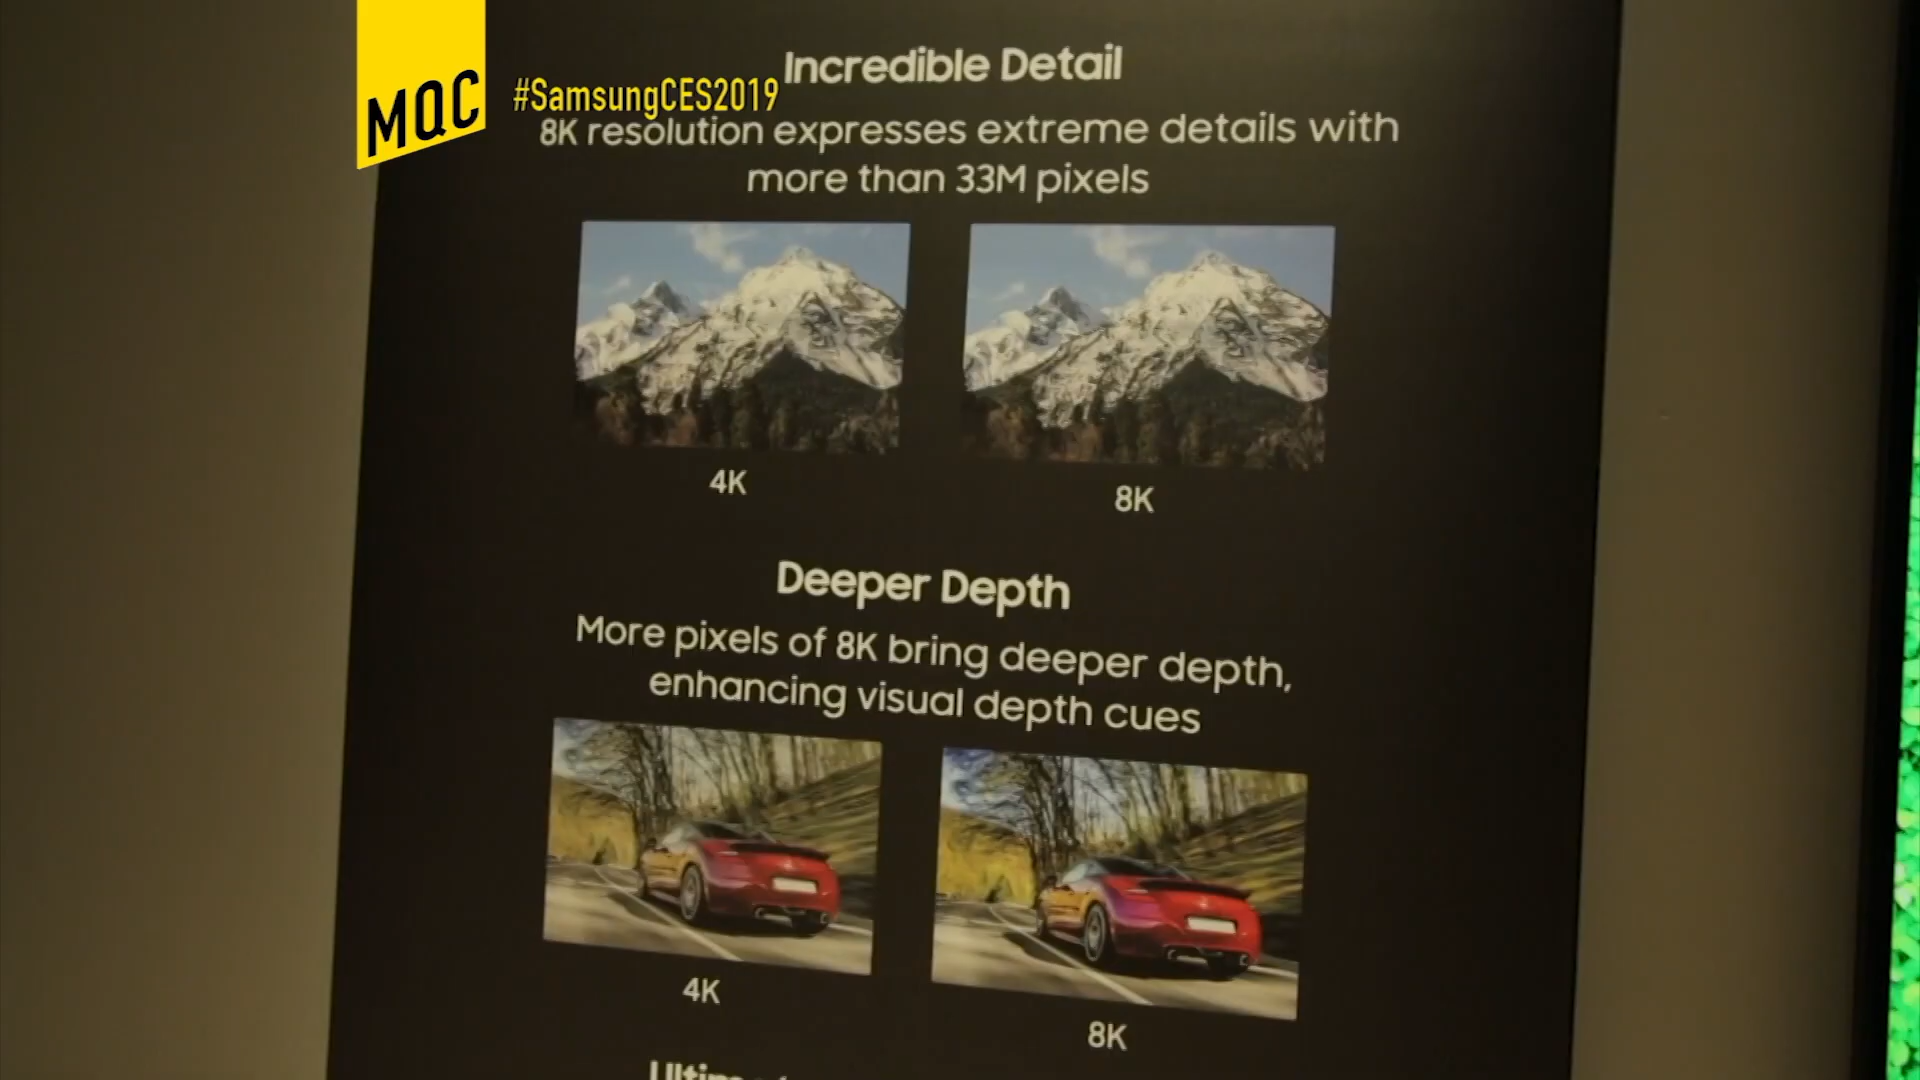 MQC
#SamsungCES2019
Incredible Detail
8K resolution expresses extreme details with
more than 33M pixels
4K
8K
Deeper Depth
More pixels of 8K bring deeper depth,
enhancing visual depth cues
4K
8K